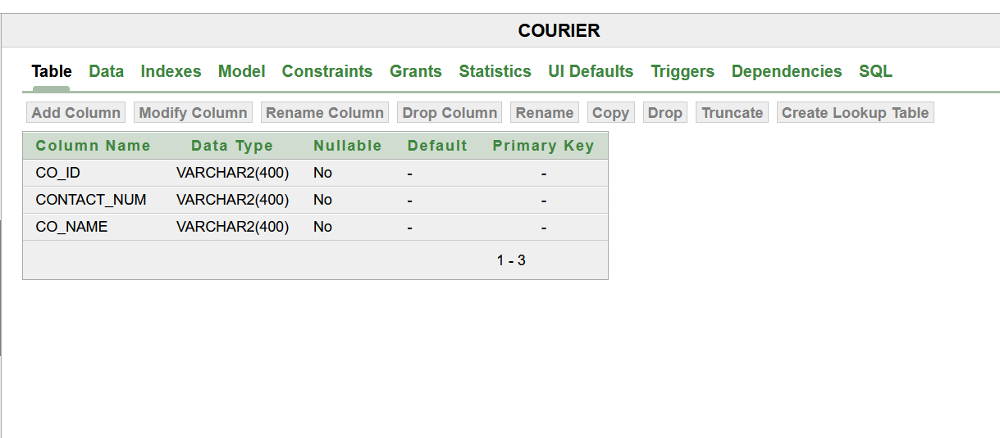 COURIER
Table Data Indexes Model Constraints Grants Statistics UI Defaults Triggers Dependencies SQL
Add Column Modify Column Rename Column Drop Column Rename Copy Drop Truncate Create Lookup Table
Column Name Data Type Nullable Default Primary Key
CO_ID VARCHAR2(400) No - -
CONTACT_NUM VARCHAR2(400) No - -
CO_NAME VARCHAR2(400) No - -
1 - 3